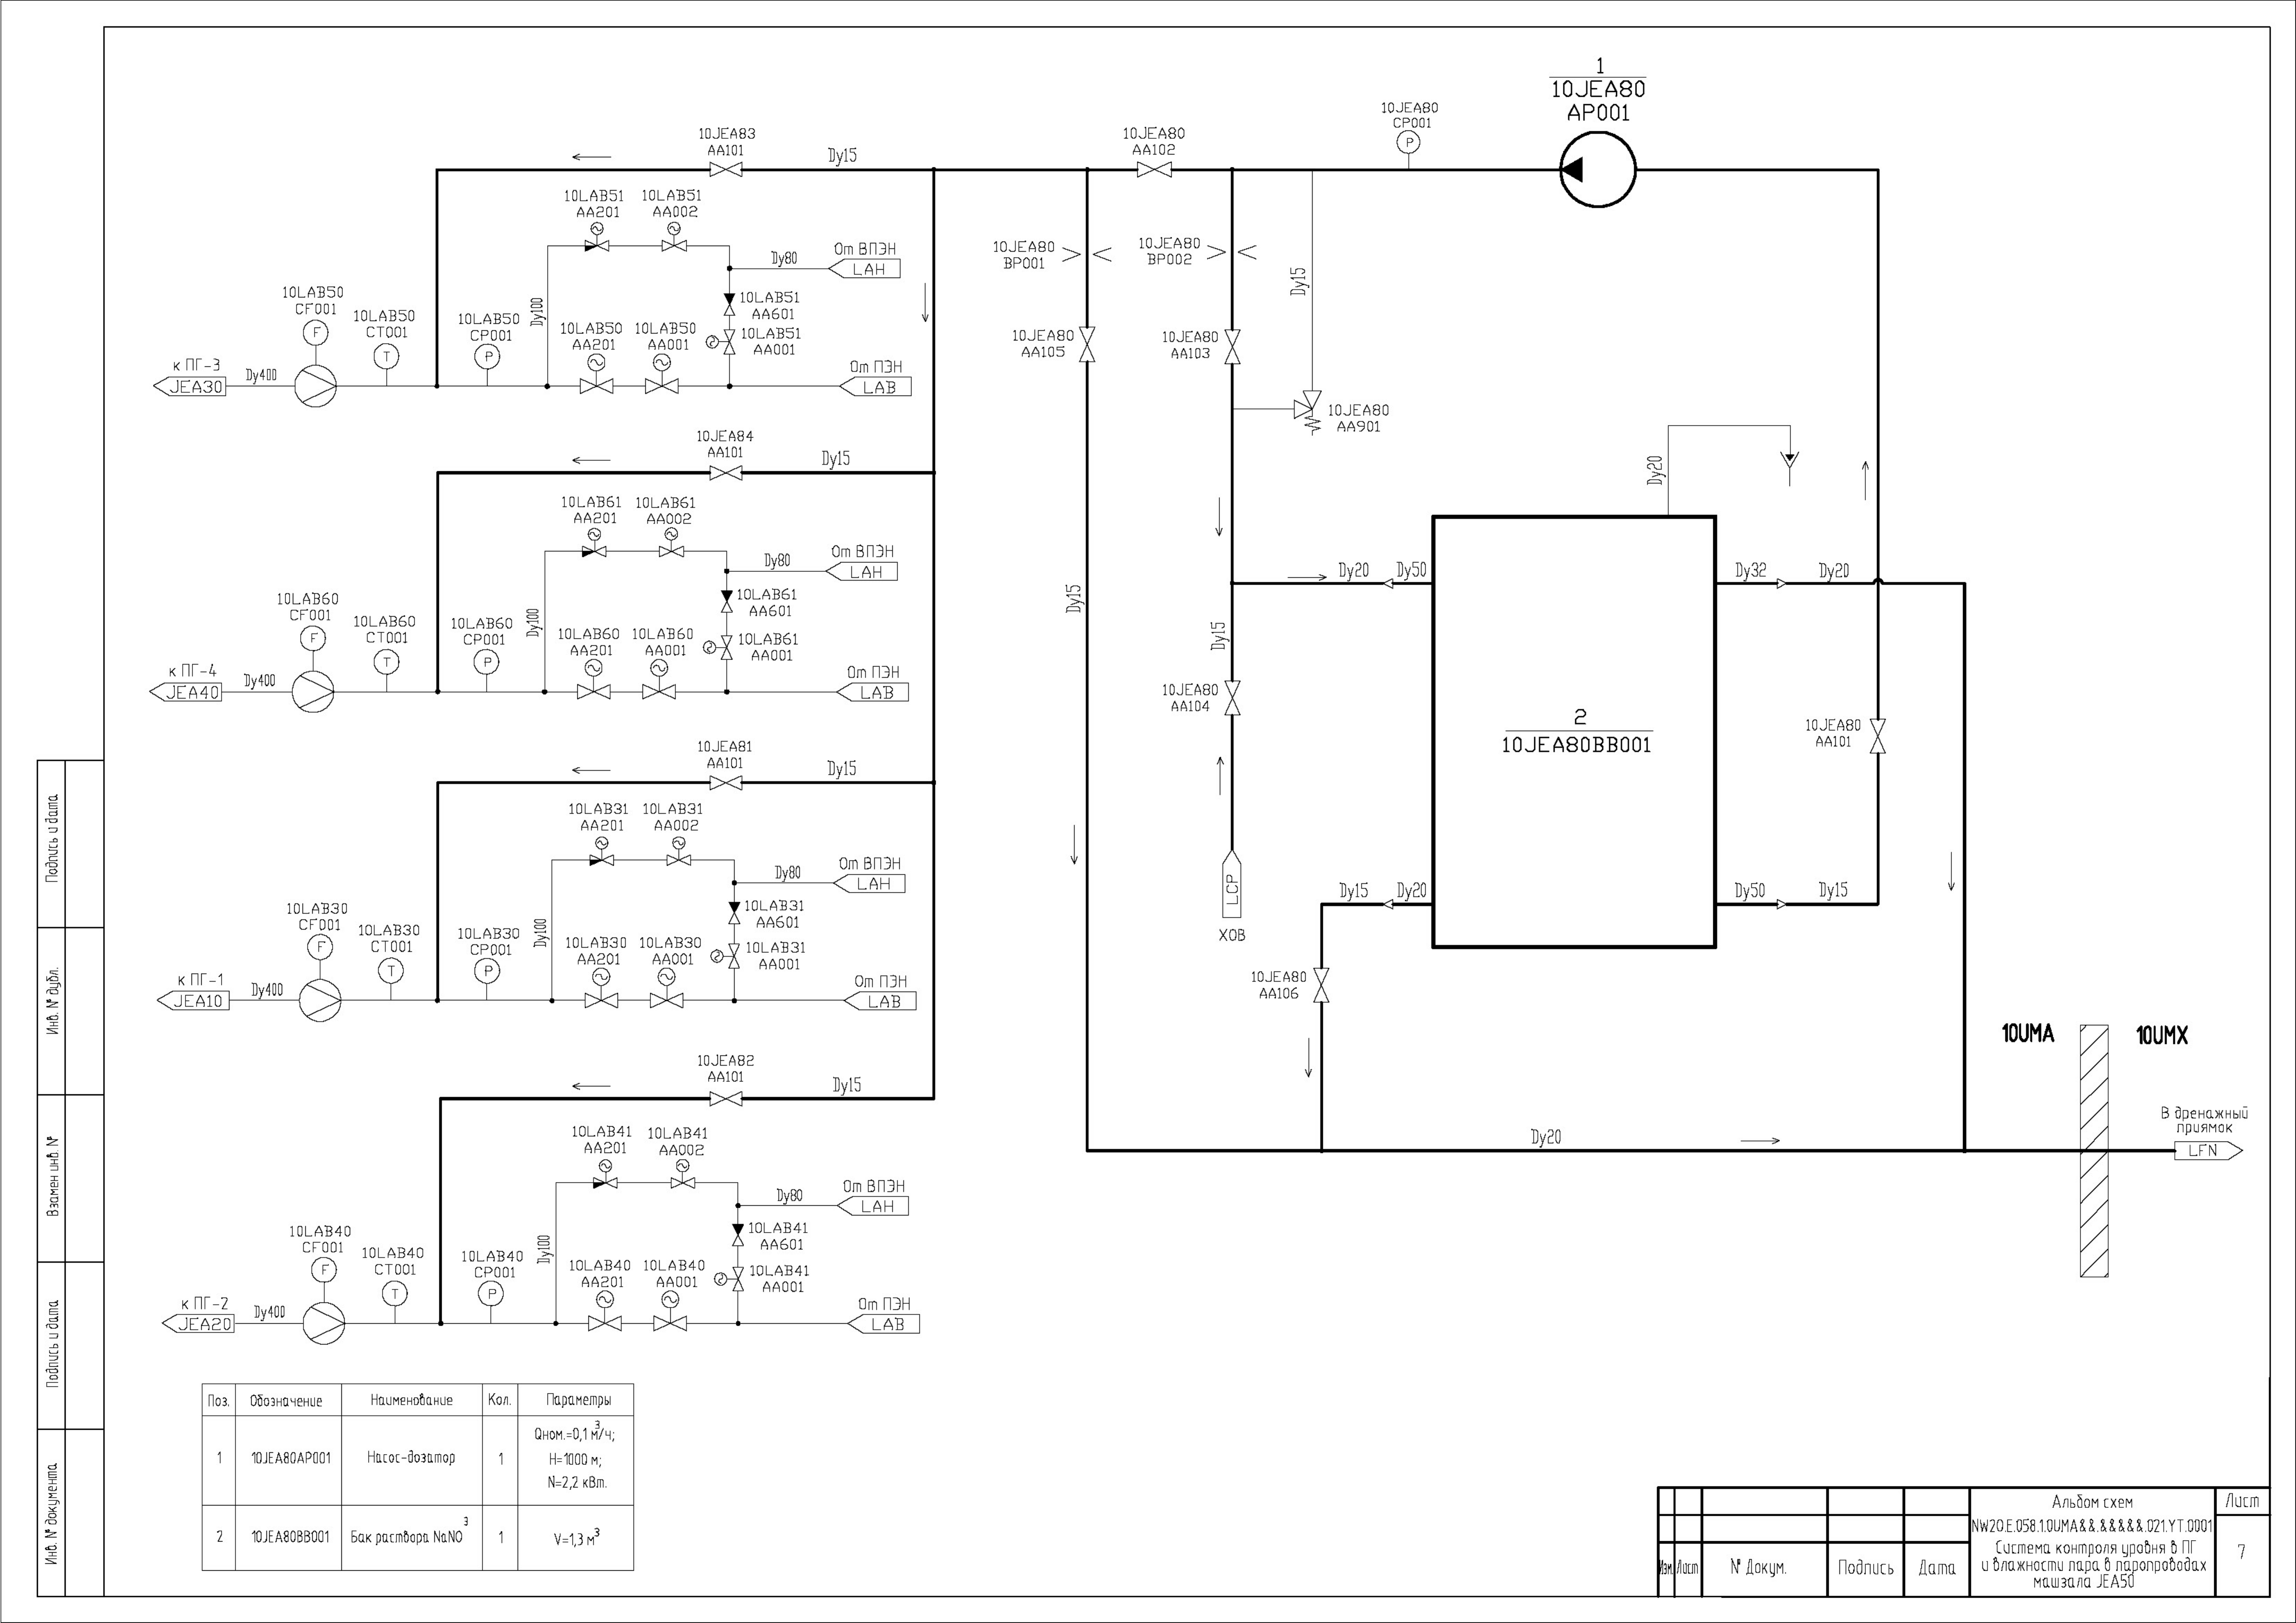 1
10JEA80
AP001
10JEA80
CP001
10JEA83
AA101
Dy15
10JEA80
AA102
10LAB51
AA201
10LAB51
AA002
От ВПЭН
LAH
Dy80
10LAB51
AA601
10LAB51
AA001
Dy100
10LAB50
CF001
10LAB50
CT001
10LAB50
CP001
10LAB50
AA201
10LAB50
AA001
От ПЭН
LAB
к ПГ-3
JEA30
Dy400
10JEA84
AA101
Dy15
10LAB61
AA201
10LAB61
AA002
От ВПЭН
LAH
Dy80
10LAB61
AA601
10LAB61
AA001
Dy100
10LAB60
CF001
10LAB60
CT001
10LAB60
CP001
10LAB60
AA201
10LAB60
AA001
От ПЭН
LAB
к ПГ-4
JEA40
Dy400
10JEA81
AA101
Dy15
10LAB31
AA201
10LAB31
AA002
От ВПЭН
LAH
Dy80
10LAB31
AA601
10LAB31
AA001
Dy100
10LAB30
CF001
10LAB30
CT001
10LAB30
CP001
10LAB30
AA201
10LAB30
AA001
От ПЭН
LAB
к ПГ-1
JEA10
Dy400
10JEA82
AA101
Dy15
10LAB41
AA201
10LAB41
AA002
От ВПЭН
LAH
Dy80
10LAB41
AA601
10LAB41
AA001
Dy100
10LAB40
CF001
10LAB40
CT001
10LAB40
CP001
10LAB40
AA201
10LAB40
AA001
От ПЭН
LAB
к ПГ-2
JEA20
Dy400
F
T
P
F
T
P
F
T
P
F
T
P
P
10JEA80
BP001
10JEA80
BP002
Dy15
10JEA80
AA105
10JEA80
AA103
10JEA80
AA901
Dy20
Dy20 Dy50
Dy32 Dy20
Dy15
Dy15
10JEA80
AA104
2
10JEA80BB001
10JEA80
AA101
LCP
ХОВ
Dy15 Dy20
Dy50 Dy15
10JEA80
AA106
Dy20
10UMA
10UMX
В дренажный
приямок
LFN
Поз. Обозначение Наименование Кол. Параметры
1 10JEA80AP001 Насос-дозатор 1 Qном.=0,1 м³/ч;
H=1000 м;
N=2,2 кВт.
2 10JEA80BB001 Бак раствора NaNO³ 1 V=1,3 м³
Подпись и дата
Инв. № дубл.
Взамен инв. №
Подпись и дата
Инв. № документа
Изм. Лист № Докум. Подпись Дата
Альбом схем
NW2O.E.058.1.0UMA&&.&&&&&.021.YT.0001
Система контроля уровня в ПГ
и влажности пара в паропроводах
машзала JEA50
Лист
7